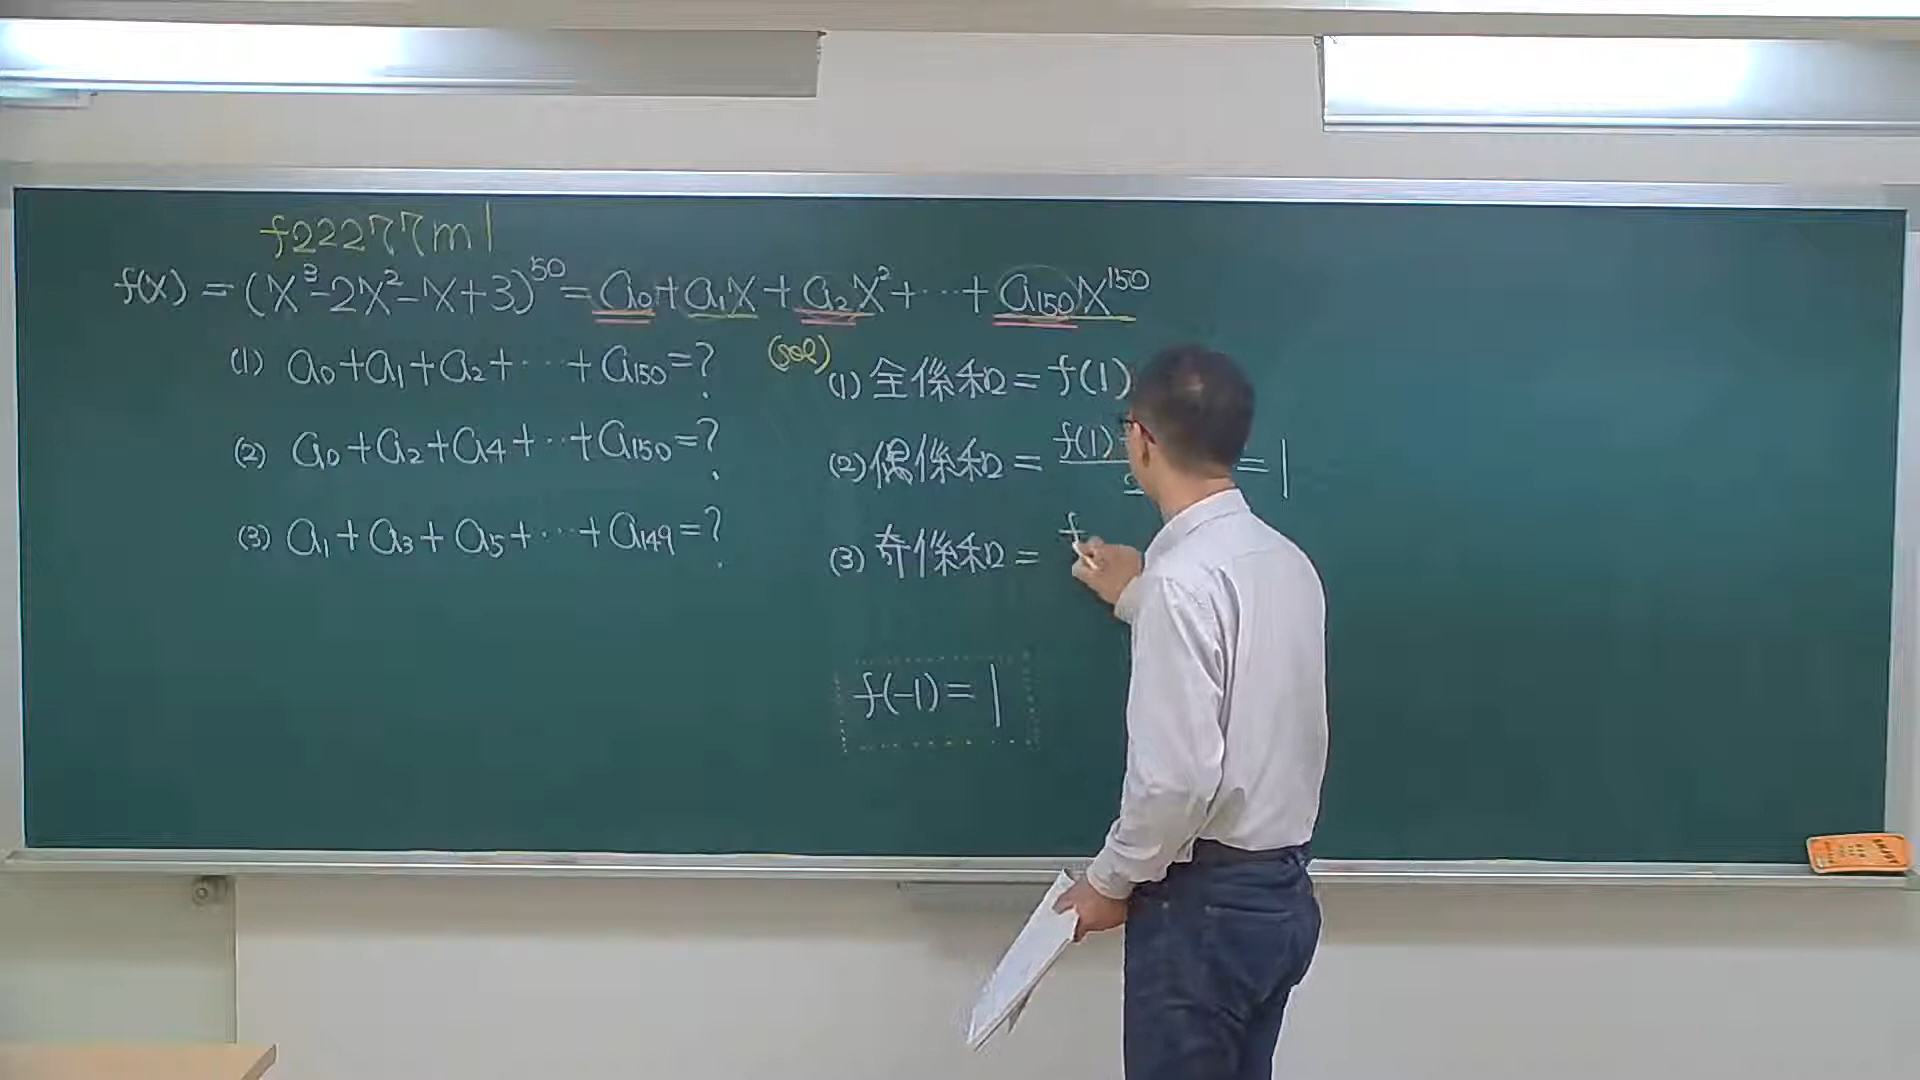 f22277m1
f(x) = (x³-2x²-x+3)⁵⁰ = a₀+a₁x+a₂x²+⋯+a₁₅₀x¹⁵⁰
(1) a₀+a₁+a₂+⋯+a₁₅₀=?
(2) a₀+a₂+a₄+⋯+a₁₅₀=?
(3) a₁+a₃+a₅+⋯+a₁₄₉=?
(sol)
(1) 全係和=f(1)
(2) 偶係和=f(1) 2 =1
(3) 奇係和=f
f(-1)=1